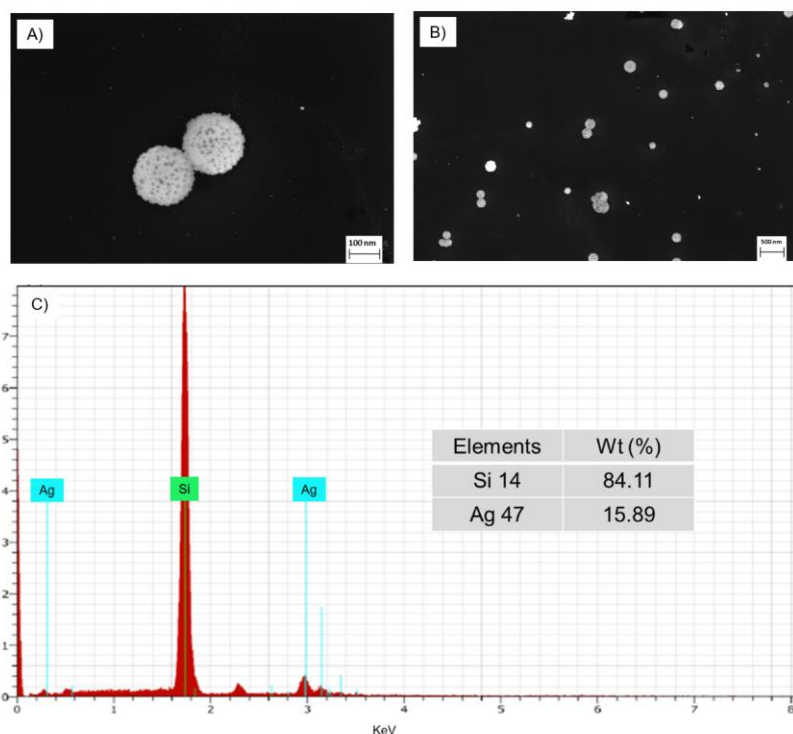 A)
100 nm
B)
500 nm
C)
7
6
5
4
3
2
1
0
Ag
Si
Ag
Elements Wt (%)
Si 14 84.11
Ag 47 15.89
0 1 2 3 4 5 6 7 8
KeV